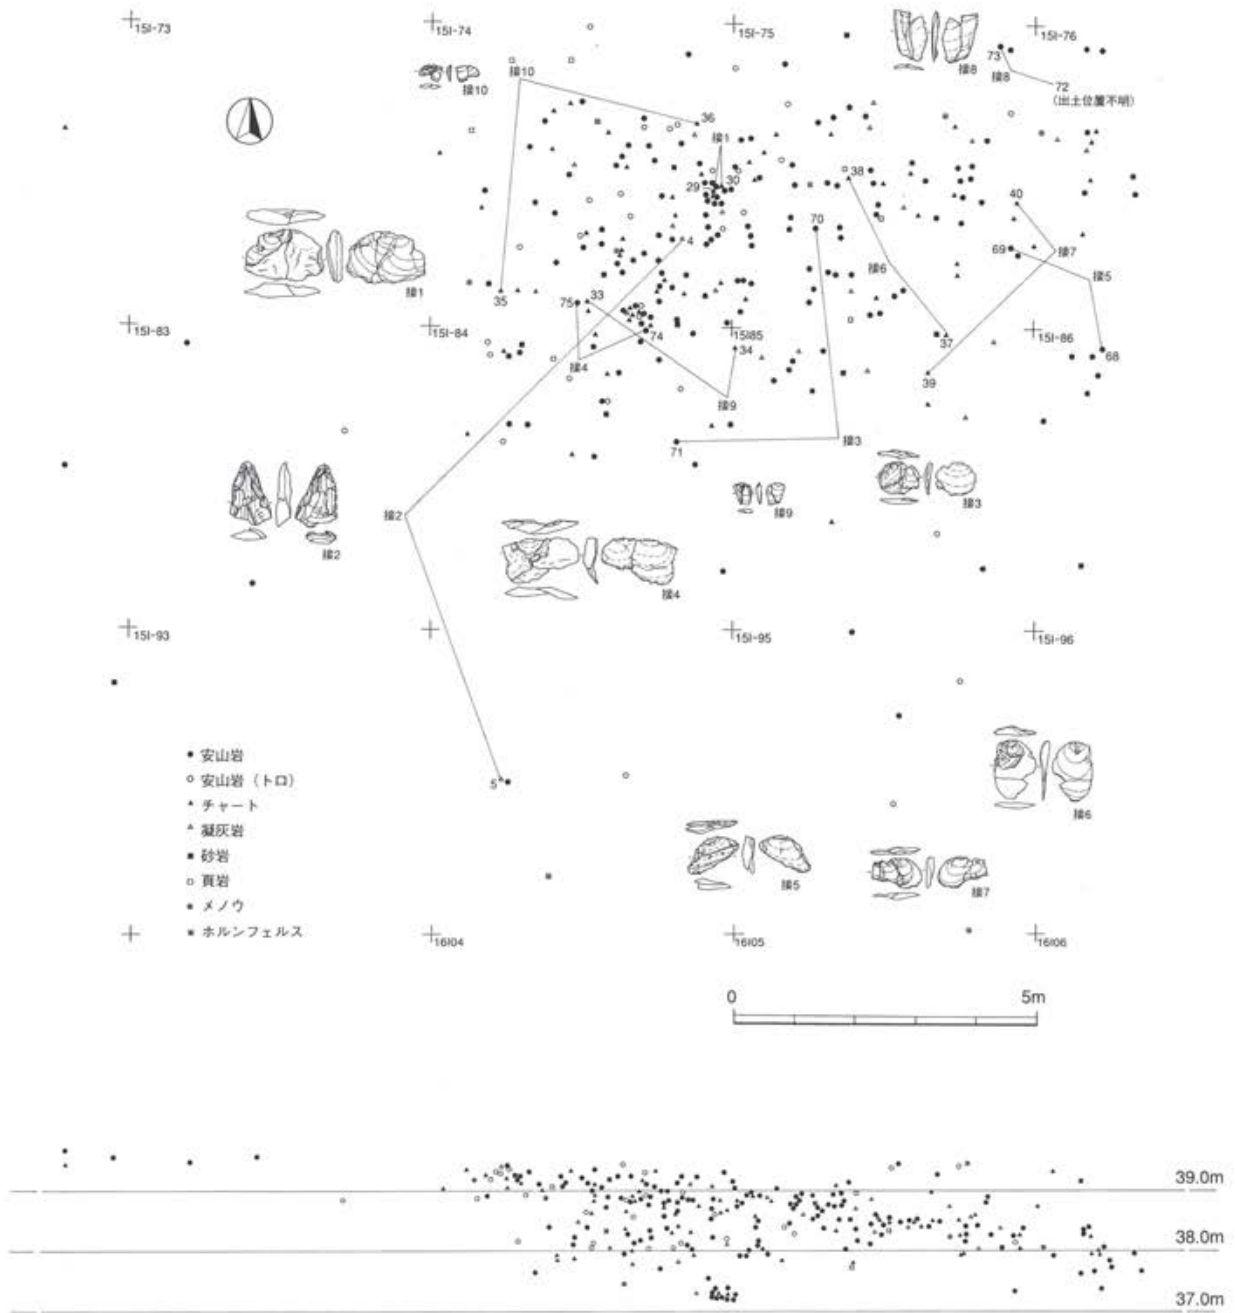 15I-73
15I-74
15I-75
15I-76
接10
接10
接8
73
接8
72
(出土位置不明)
36
接1
29
30
38
70
40
4
69
接7
接6
接5
接1
35
75
33
15I-83
15I-84
15I85
15I-86
74
34
37
68
接4
39
接9
71
接3
接2
接2
接9
接3
接4
15I-93
15I-95
15I-96
5
● 安山岩
○ 安山岩(トロ)
▲ チャート
△ 凝灰岩
■ 砂岩
□ 頁岩
メノウ
ホルンフェルス
接6
接5
接7
16I04
16I05
16I06
0
5m
39.0m
38.0m
37.0m